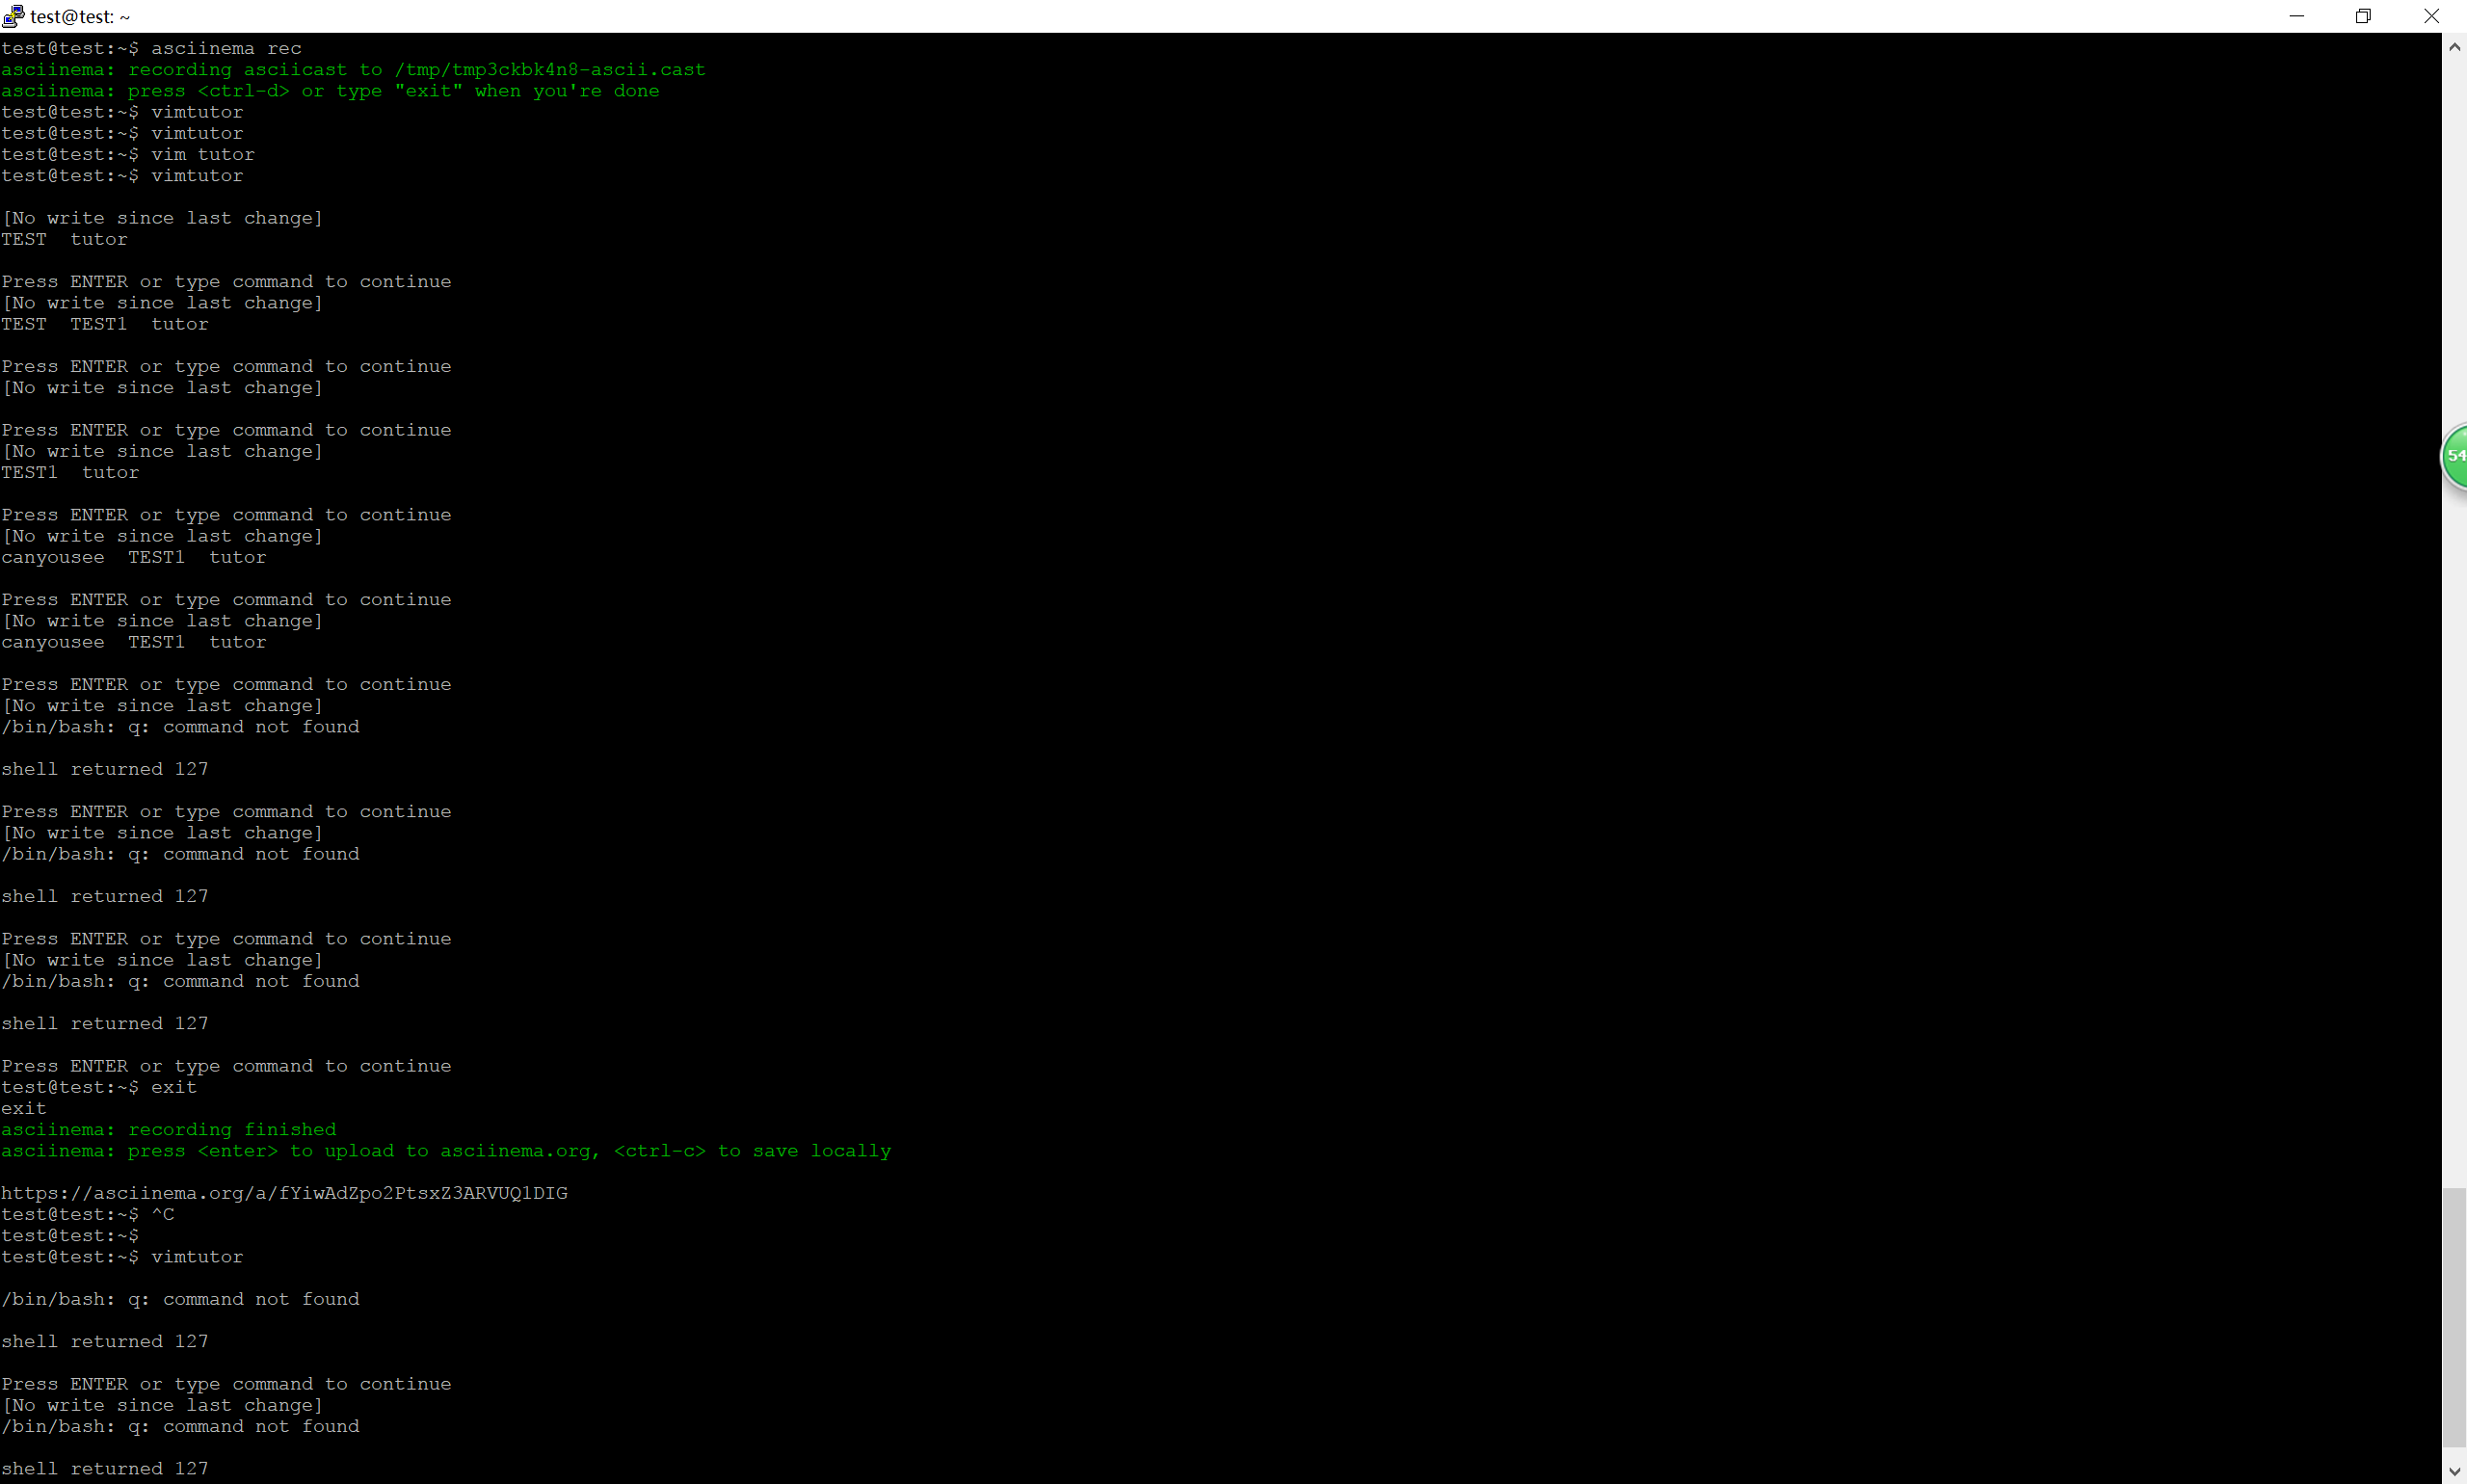 test@test: ~
test@test:~$ asciinema rec
asciinema: recording asciicast to /tmp/tmp3ckbk4n8-ascii.cast
asciinema: press <ctrl-d> or type "exit" when you're done
test@test:~$ vimtutor
test@test:~$ vimtutor
test@test:~$ vim tutor
test@test:~$ vimtutor
[No write since last change]
TEST  tutor
Press ENTER or type command to continue
[No write since last change]
TEST  TEST1  tutor
Press ENTER or type command to continue
[No write since last change]
Press ENTER or type command to continue
[No write since last change]
TEST1  tutor
Press ENTER or type command to continue
[No write since last change]
canyousee  TEST1  tutor
Press ENTER or type command to continue
[No write since last change]
canyousee  TEST1  tutor
Press ENTER or type command to continue
[No write since last change]
/bin/bash: q: command not found
shell returned 127
Press ENTER or type command to continue
[No write since last change]
/bin/bash: q: command not found
shell returned 127
Press ENTER or type command to continue
[No write since last change]
/bin/bash: q: command not found
shell returned 127
Press ENTER or type command to continue
test@test:~$ exit
exit
asciinema: recording finished
asciinema: press <enter> to upload to asciinema.org, <ctrl-c> to save locally
https://asciinema.org/a/fYiwAdZpo2PtsxZ3ARVUQ1DIG
test@test:~$ ^C
test@test:~$
test@test:~$ vimtutor
/bin/bash: q: command not found
shell returned 127
Press ENTER or type command to continue
[No write since last change]
/bin/bash: q: command not found
shell returned 127
54